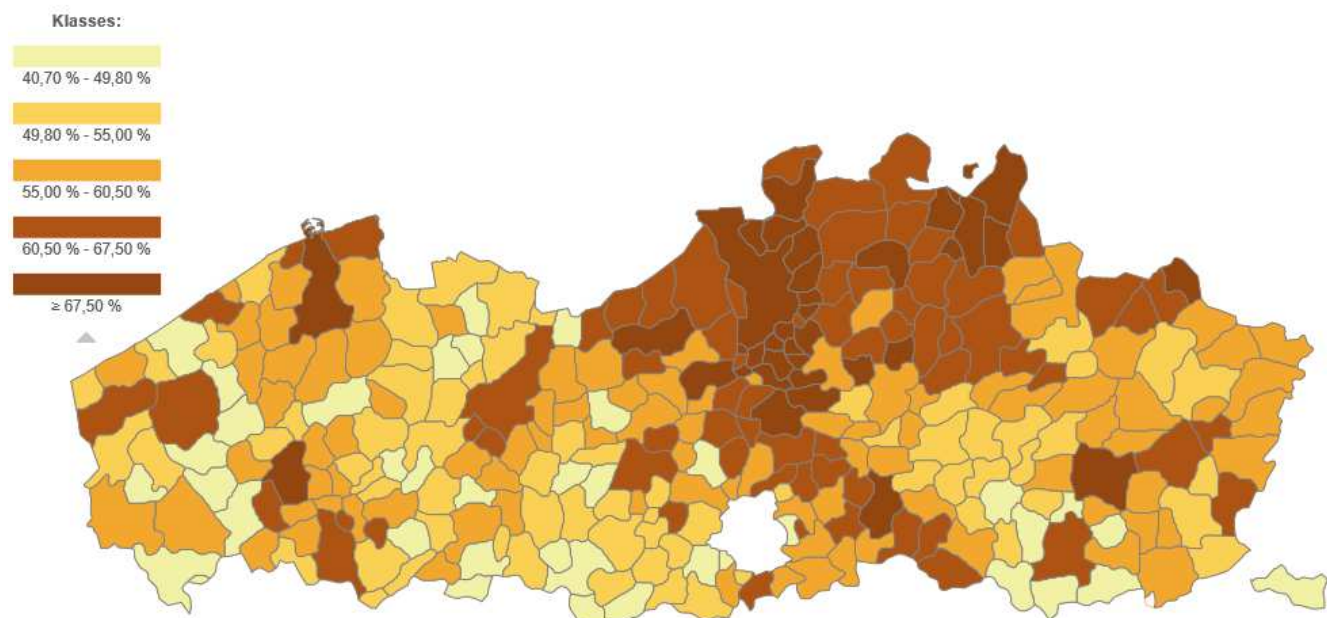 Klasses:
40,70 % - 49,80 %
49,80 % - 55,00 %
55,00 % - 60,50 %
60,50 % - 67,50 %
≥ 67,50 %